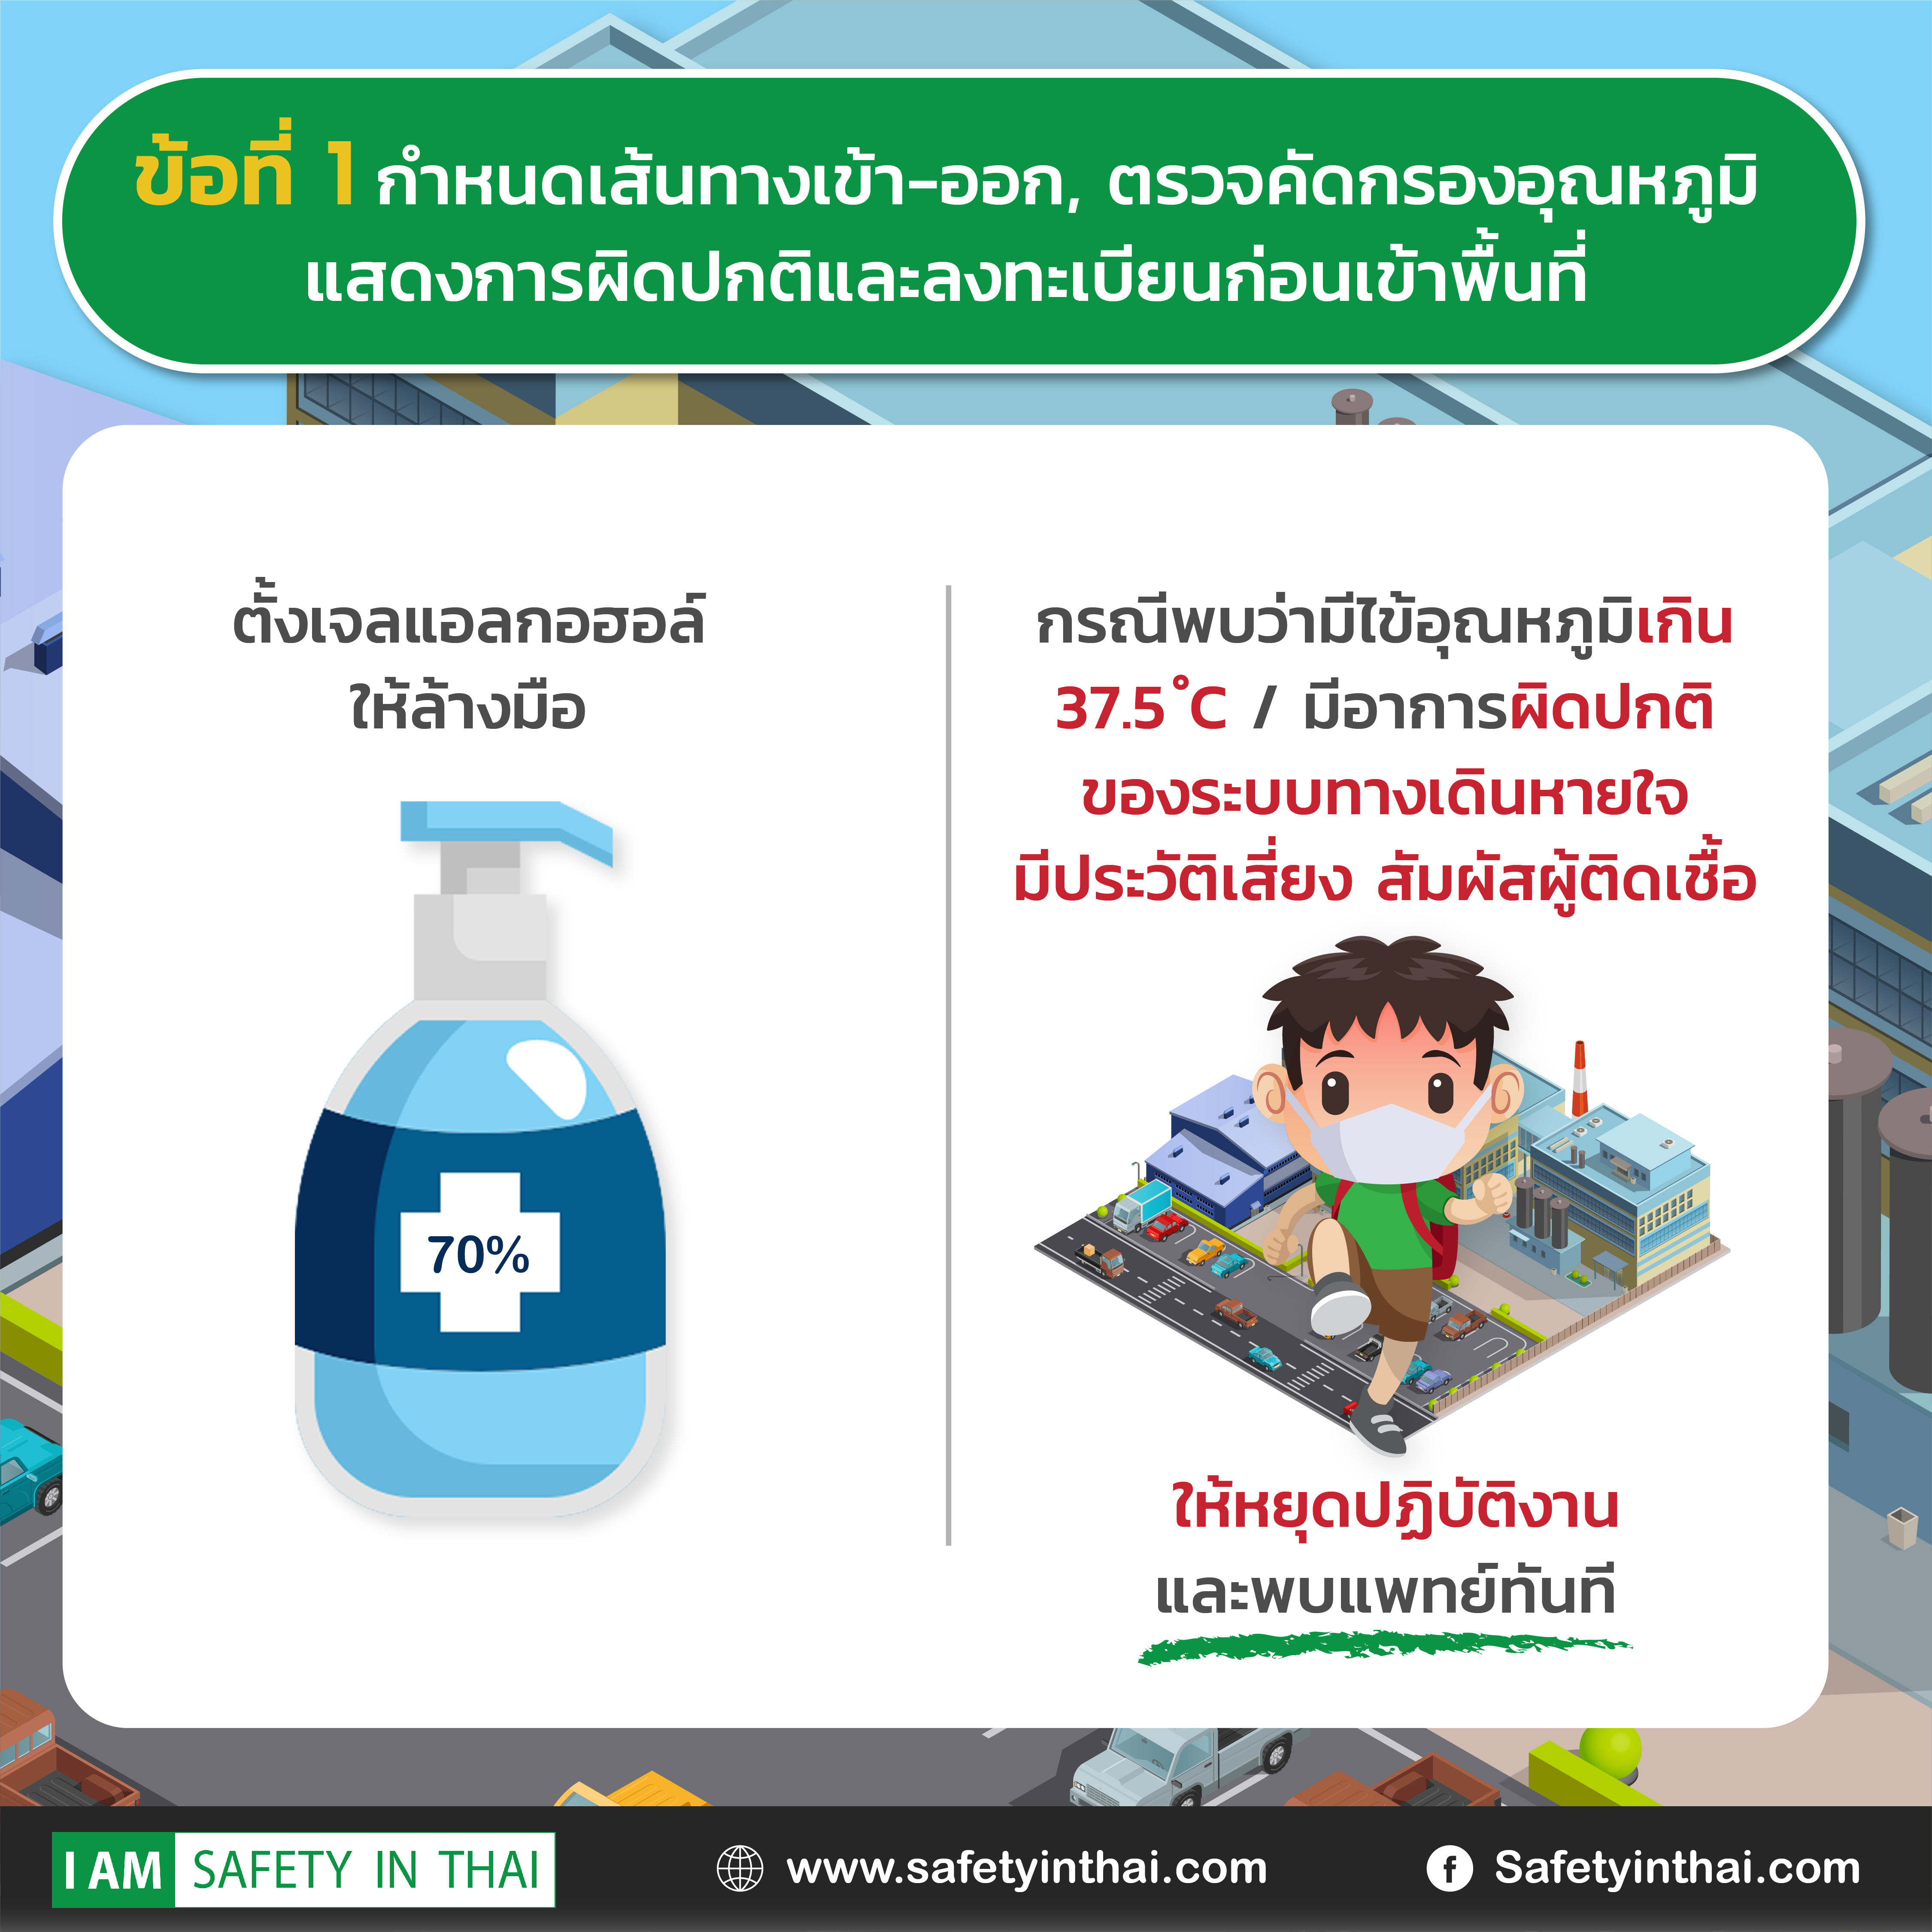 ข้อที่ 1 กำหนดเส้นทางเข้า-ออก, ตรวจคัดกรองอุณหภูมิ
แสดงการผิดปกติและลงทะเบียนก่อนเข้าพื้นที่
ตั้งเจลแอลกอฮอล์
ให้ล้างมือ
70%
กรณีพบว่ามีไข้อุณหภูมิเกิน
37.5 °C / มีอาการผิดปกติ
ของระบบทางเดินหายใจ
มีประวัติเสี่ยง สัมผัสผู้ติดเชื้อ
ให้หยุดปฏิบัติงาน
และพบแพทย์ทันที
I AM SAFETY IN THAI
www.safetyinthai.com
f Safetyinthai.com